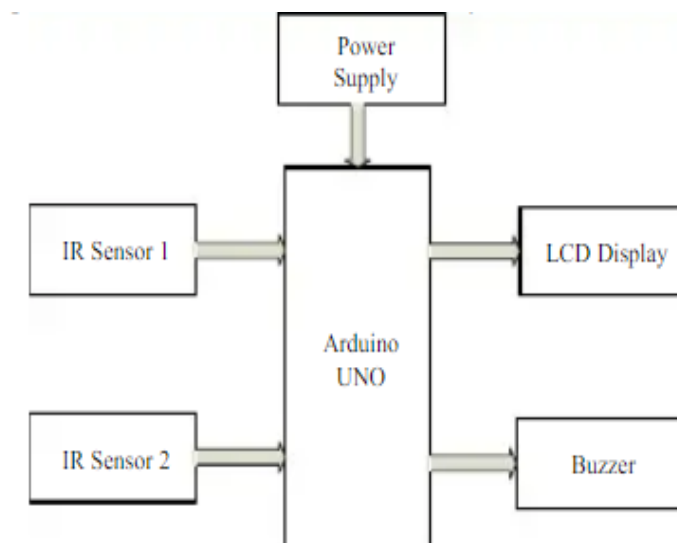 Power
Supply
IR Sensor 1
LCD Display
Arduino
UNO
IR Sensor 2
Buzzer